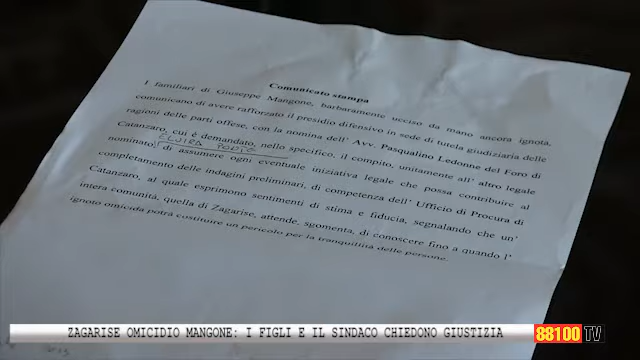 Comunicato stampa
I familiari di Giuseppe Mangone, barbaramente ucciso da mano ancora ignota,
comunicano di avere rafforzato il presidio difensivo in sede di tutela giudiziaria delle
ragioni delle parti offese, con la nomina dell' Avv. Pasqualino Ledonne del Foro di
Catanzaro, cui è demandato, nello specifico, il compito, unitamente all' altro legale
ELVIRA
nominato, di assumere ogni eventuale iniziativa legale che possa contribuire al
completamento delle indagini preliminari, di competenza dell' Ufficio di Procura di
Catanzaro, al quale esprimono sentimenti di stima e fiducia, segnalando che un'
intera comunità, quella di Zagarise, attende, sgomenta, di conoscere fino a quando l'
ignoto omicida potrà costituire un pericolo per la tranquillità delle persone.
ZAGARISE OMICIDIO MANGONE: I FIGLI E IL SINDACO CHIEDONO GIUSTIZIA
88100 TV